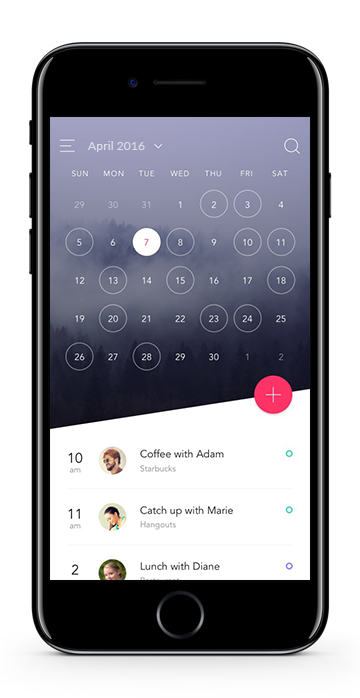 April 2016
SUN MON TUE WED THU FRI SAT
29 30 31 1 2 3 4
5 6 7 8 9 10 11
12 13 14 15 16 17 18
19 20 21 22 23 24 25
26 27 28 29 30 1 2
10 Coffee with Adam
am Starbucks
11 Catch up with Marie
am Hangouts
2 Lunch with Diane